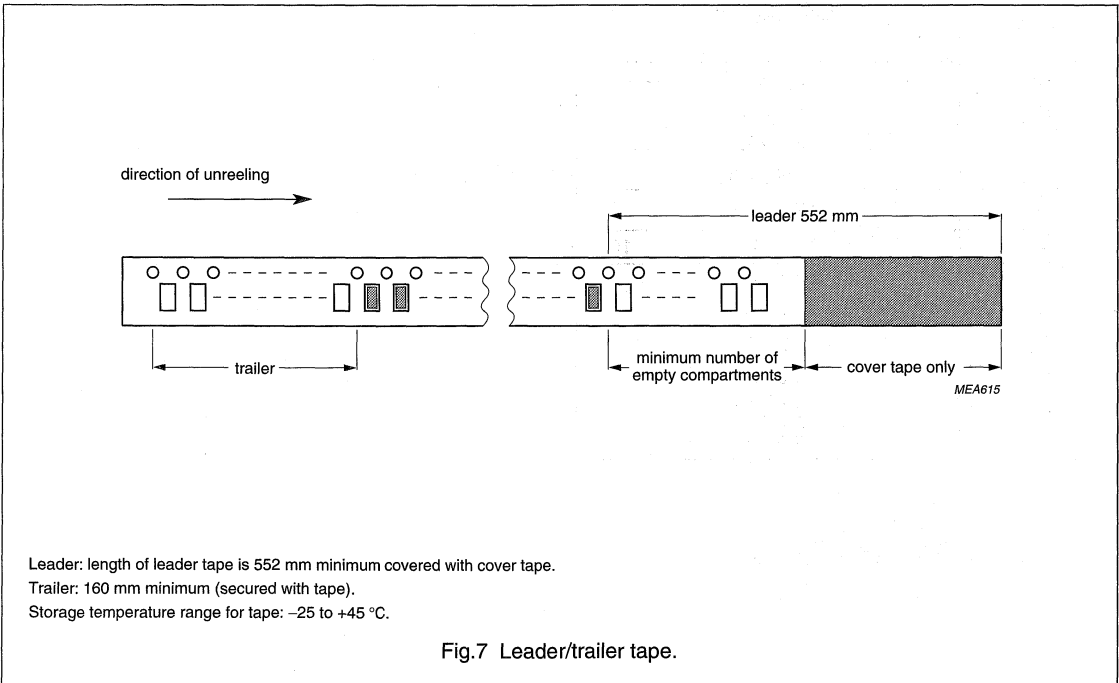 direction of unreeling
leader 552 mm
trailer
minimum number of
empty compartments
cover tape only
MEA615
Leader: length of leader tape is 552 mm minimum covered with cover tape.
Trailer: 160 mm minimum (secured with tape).
Storage temperature range for tape: –25 to +45 °C.
Fig.7 Leader/trailer tape.